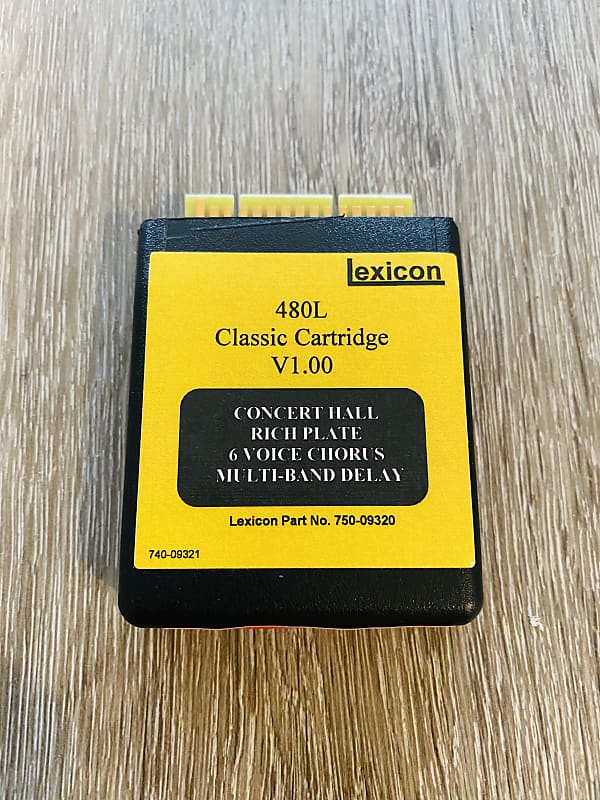 Lexicon
480L
Classic Cartridge
V1.00
CONCERT HALL
RICH PLATE
6 VOICE CHORUS
MULTI-BAND DELAY
Lexicon Part No. 750-09320
740-09321